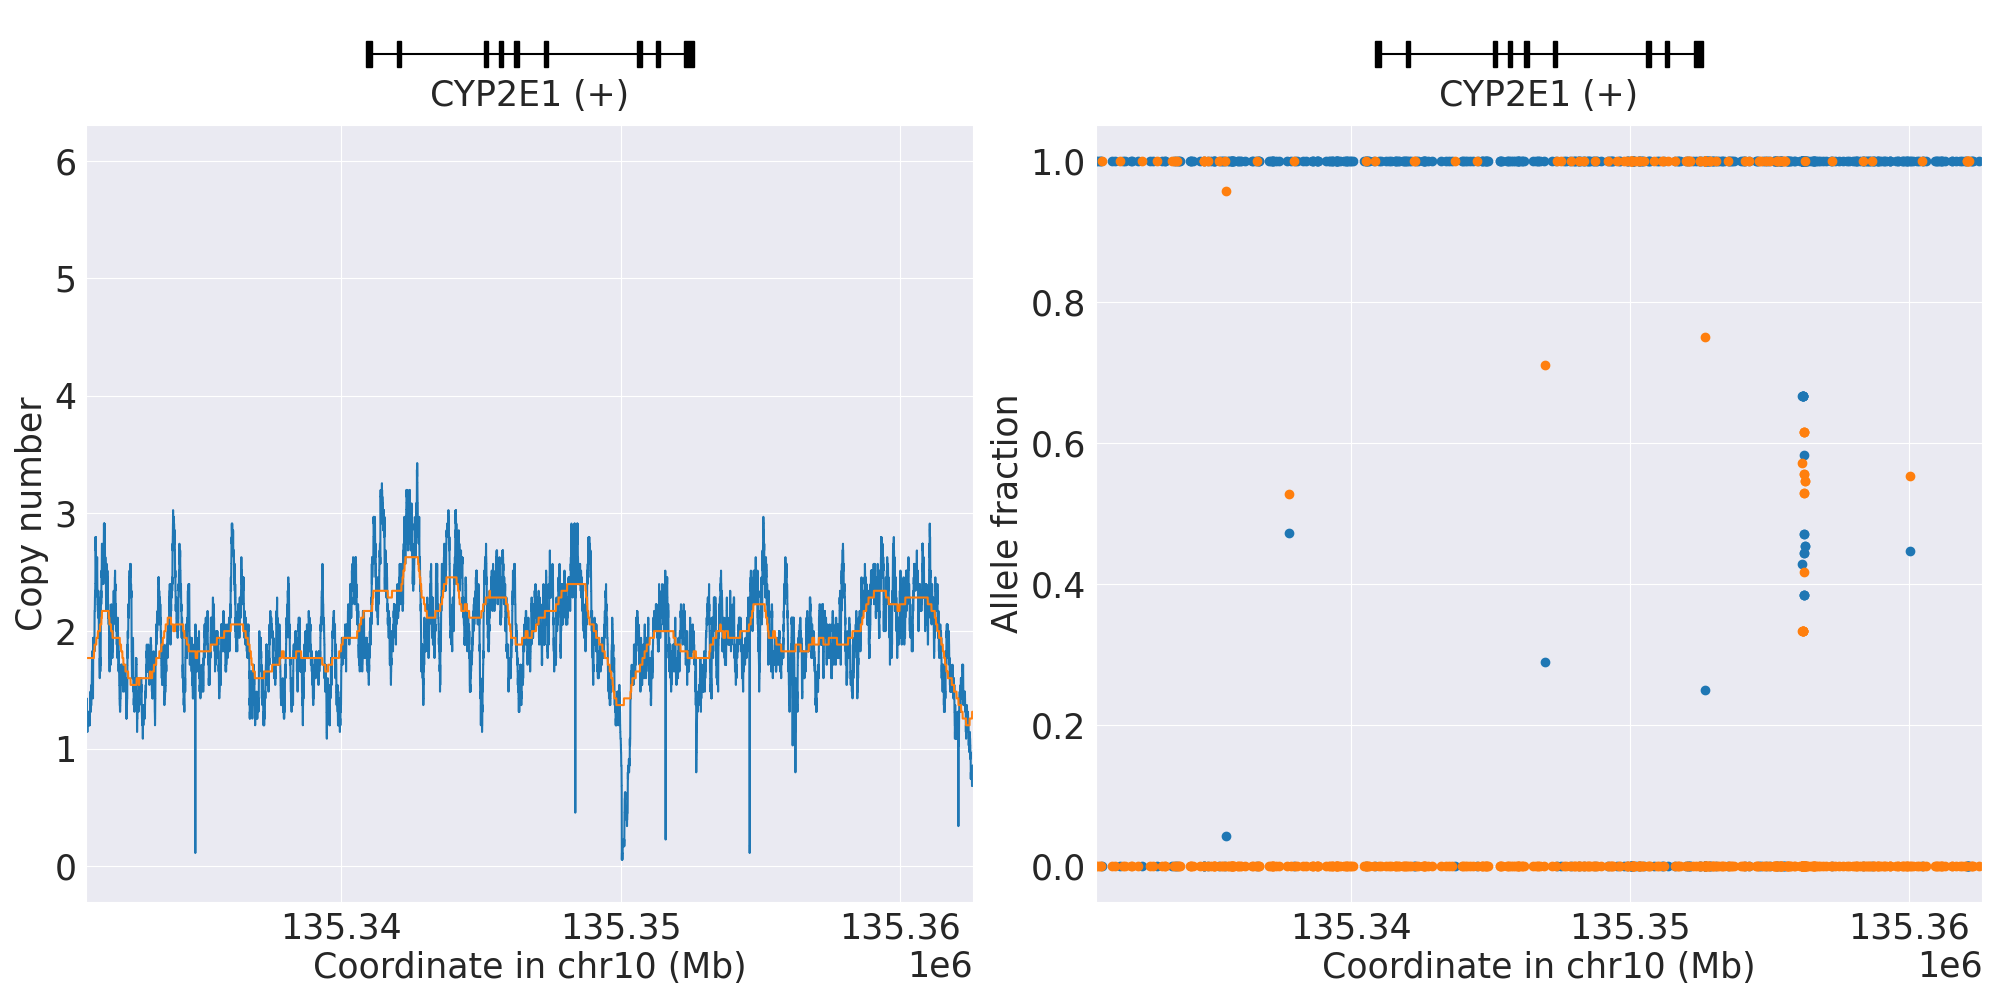 CYP2E1 (+)
CYP2E1 (+)
Copy number
6
5
4
3
2
1
0
135.34
135.35
135.36
Coordinate in chr10 (Mb)
1e6
Allele fraction
1.0
0.8
0.6
0.4
0.2
0.0
135.34
135.35
135.36
Coordinate in chr10 (Mb)
1e6